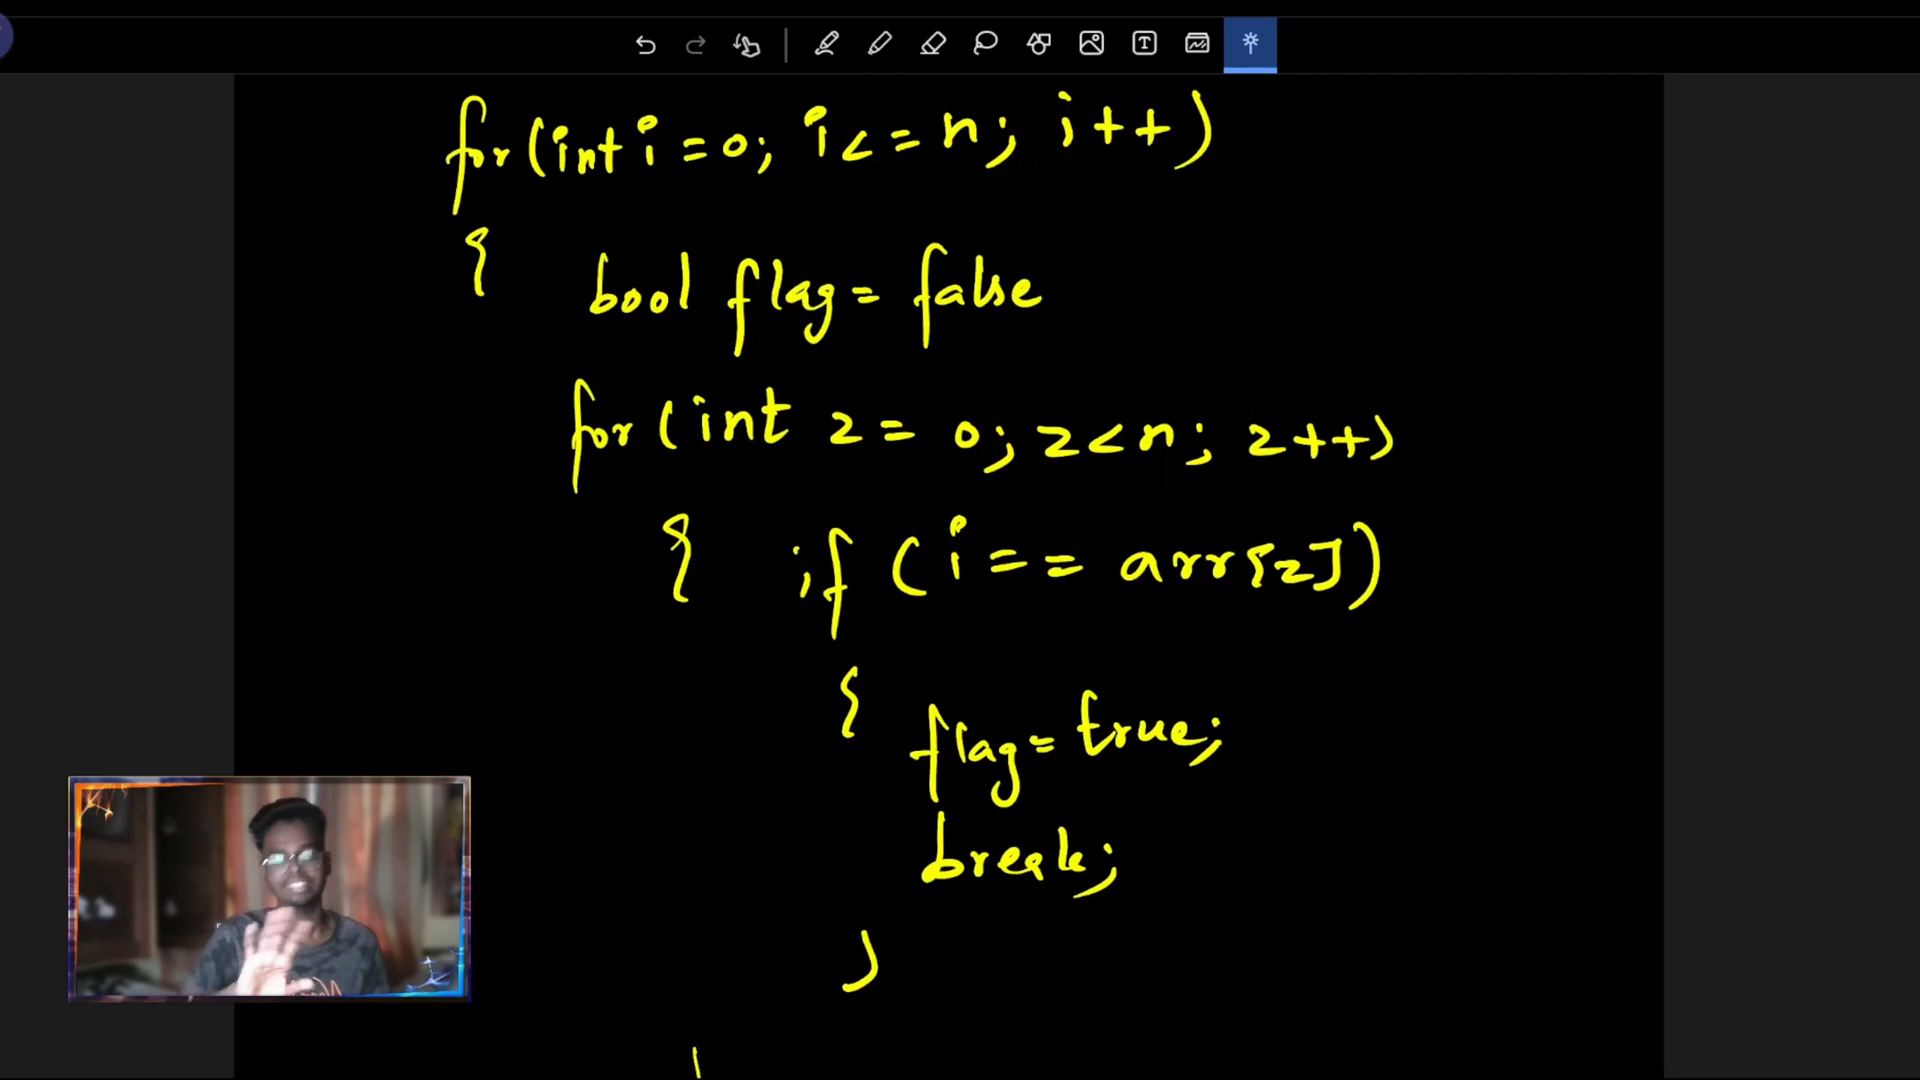 for(int i=0; i<=n; i++)
{
bool flag=false
for(int z= 0; z<n; z++)
{ if (i== arr[z])
{
flag=true;
break;
}